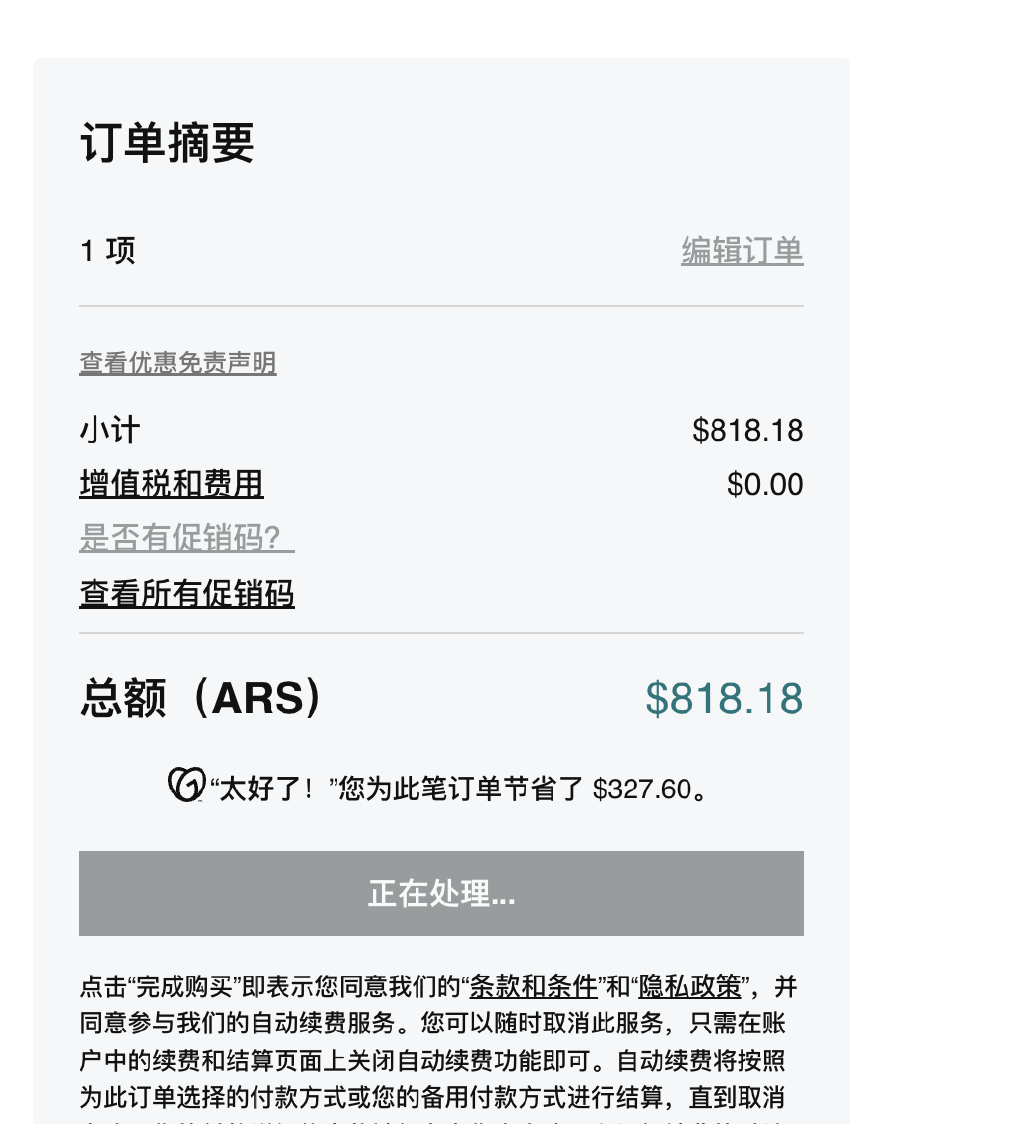 订单摘要
1 项
编辑订单
查看优惠免责声明
小计
$818.18
增值税和费用
$0.00
是否有促销码？
查看所有促销码
总额（ARS）
$818.18
“太好了！”您为此笔订单节省了 $327.60。
正在处理...
点击“完成购买”即表示您同意我们的“条款和条件”和“隐私政策”，并
同意参与我们的自动续费服务。您可以随时取消此服务，只需在账
户中的续费和结算页面上关闭自动续费功能即可。自动续费将按照
为此订单选择的付款方式或您的备用付款方式进行结算，直到取消